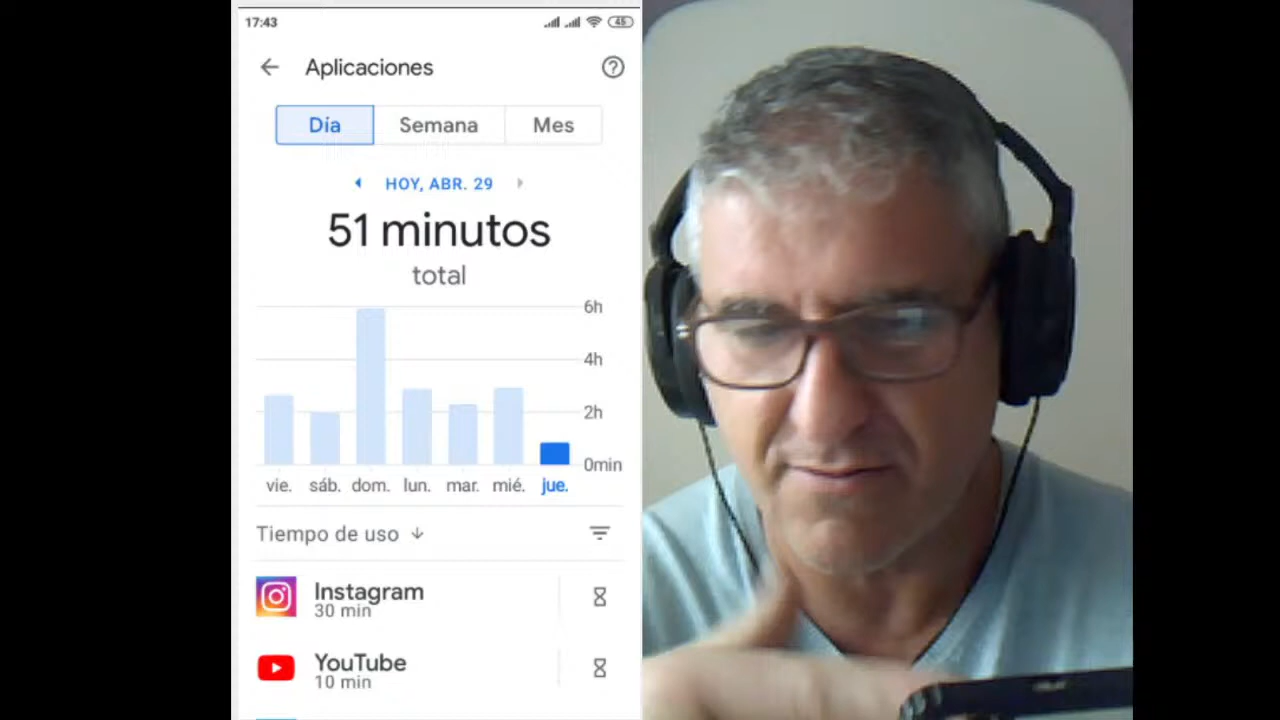 17:43
45
Aplicaciones
Día Semana Mes
HOY, ABR. 29
51 minutos
total
6h
4h
2h
0min
vie. sáb. dom. lun. mar. mié. jue.
Tiempo de uso
Instagram
30 min
YouTube
10 min